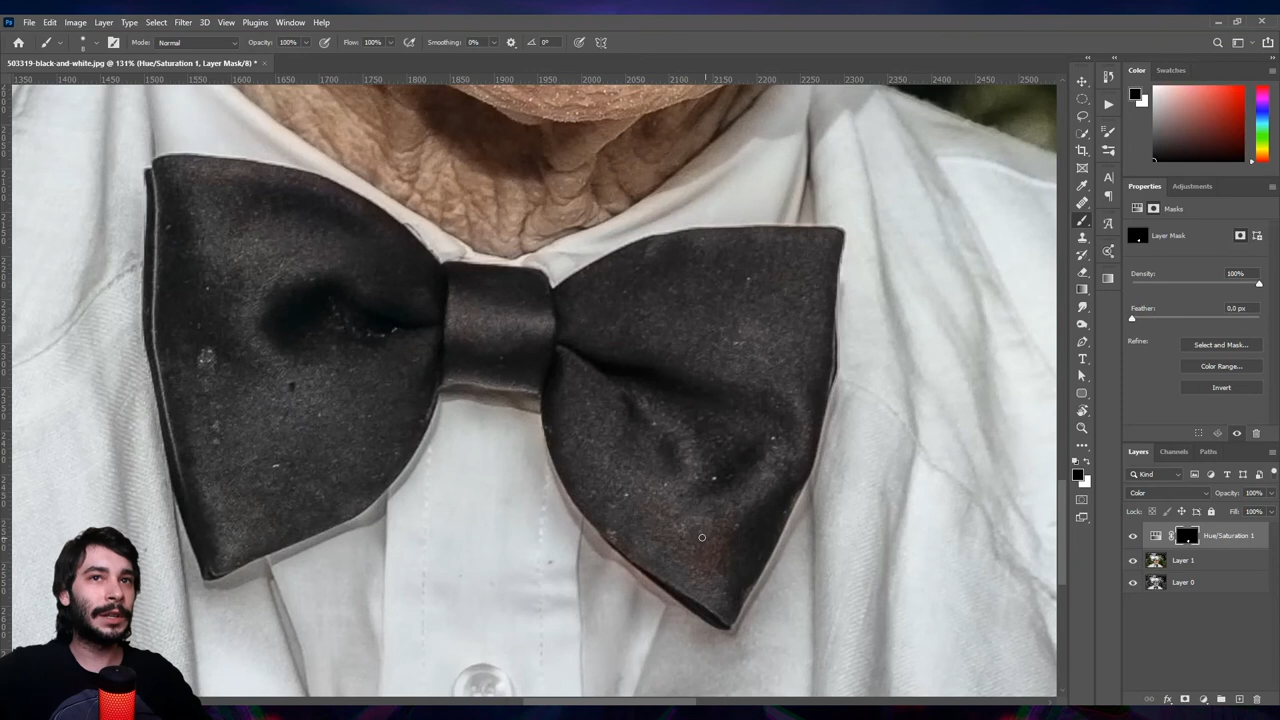 Ps File Edit Image Layer Type Select Filter 3D View Plugins Window Help
Mode: Normal Opacity: 100% Flow: 100% Smoothing: 0% 0°
503319-black-and-white.jpg @ 131% (Hue/Saturation 1, Layer Mask/8) *
1350 1400 1450 1500 1550 1600 1650 1700 1750 1800 1850 1900 1950 2000 2050 2100 2150 2200 2250 2300 2350 2400 2450 2500
Color Swatches
Properties Adjustments
Masks
Layer Mask
Density: 100%
Feather: 0,0 px
Refine: Select and Mask...
Color Range...
Invert
Layers Channels Paths
Kind
Color Opacity: 100%
Lock: Fill: 100%
Hue/Saturation 1
Layer 1
Layer 0